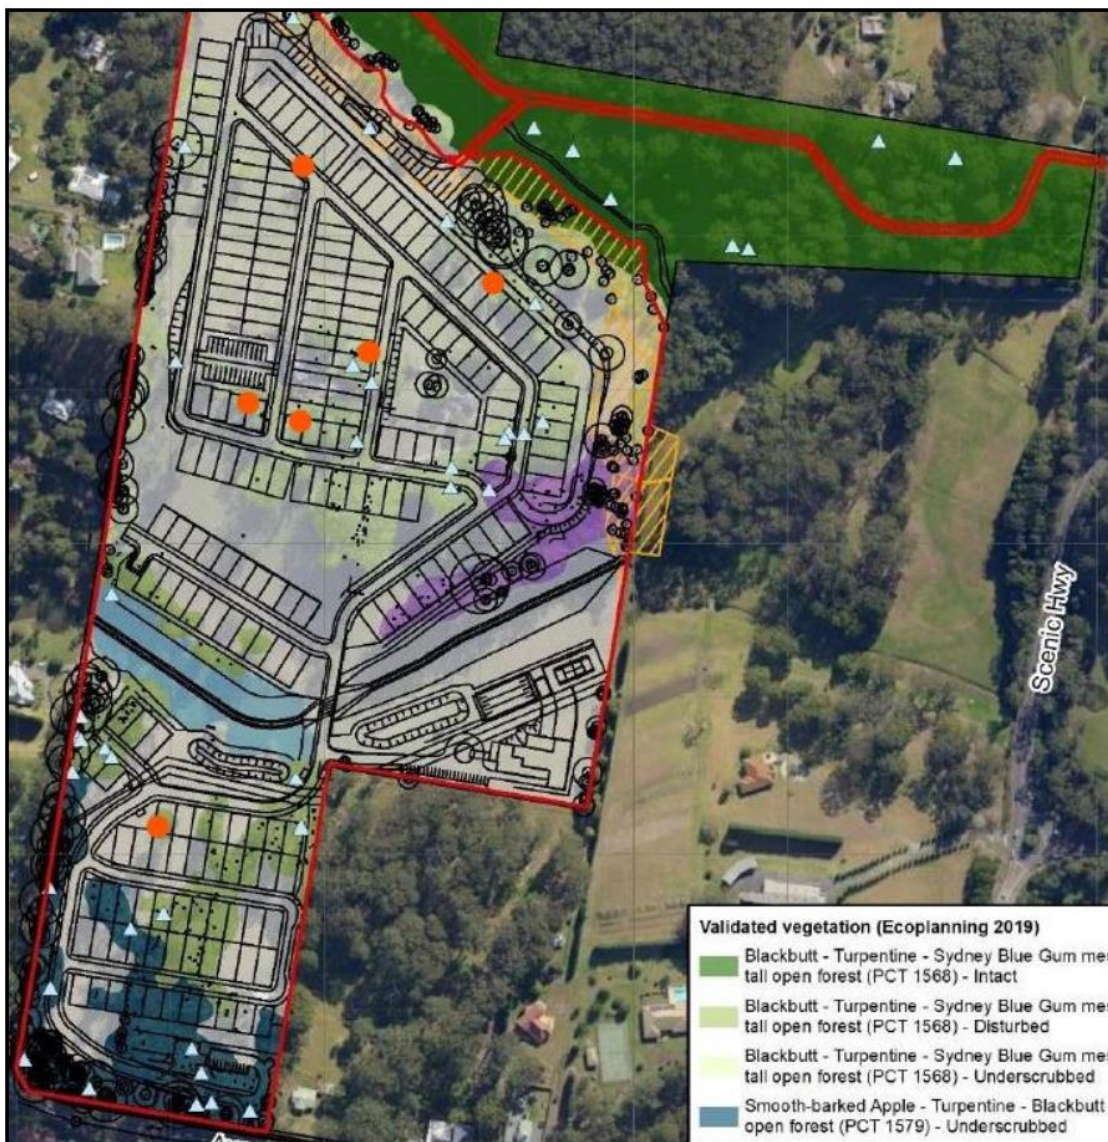 Scenic Hwy
Validated vegetation (Ecoplanning 2019)
Blackbutt - Turpentine - Sydney Blue Gum mes
tall open forest (PCT 1568) - Intact
Blackbutt - Turpentine - Sydney Blue Gum mes
tall open forest (PCT 1568) - Disturbed
Blackbutt - Turpentine - Sydney Blue Gum mes
tall open forest (PCT 1568) - Underscrubbed
Smooth-barked Apple - Turpentine - Blackbutt
open forest (PCT 1579) - Underscrubbed